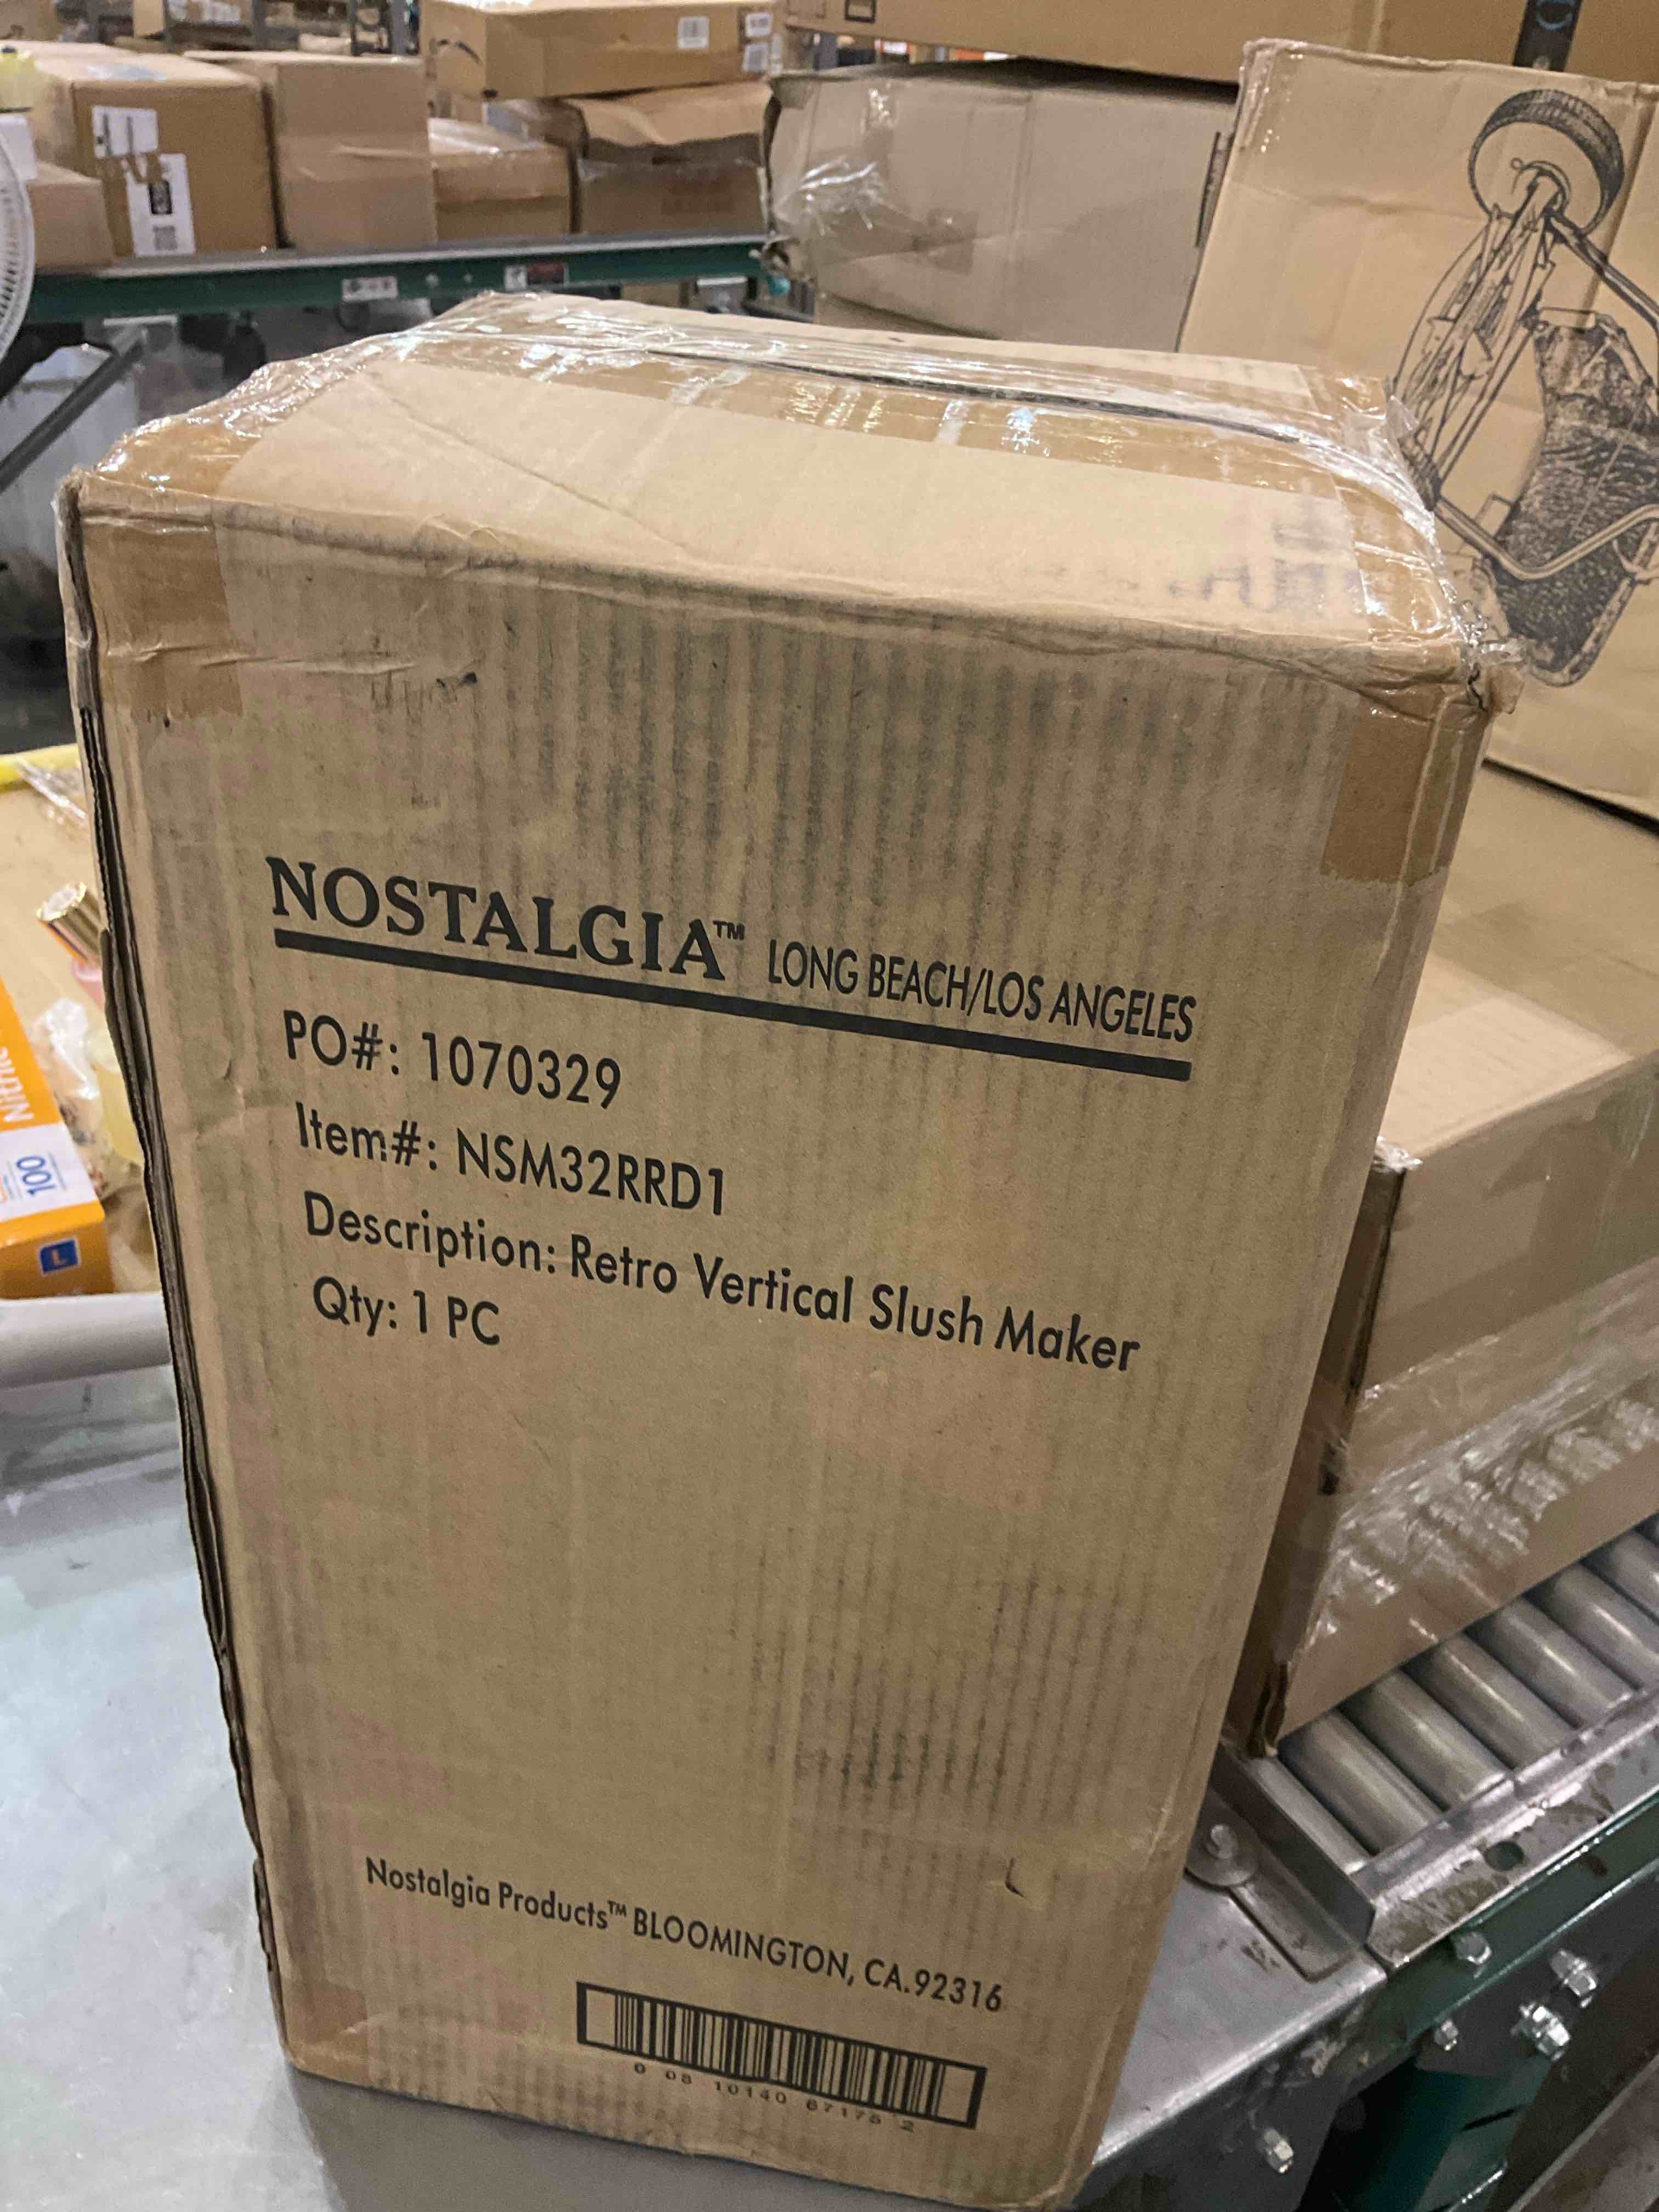 NOSTALGIA™ LONG BEACH/LOS ANGELES
PO#: 1070329
Item#: NSM32RRD1
Description: Retro Vertical Slush Maker
Qty: 1 PC
Nostalgia Products™ BLOOMINGTON, CA.92316
0 08 10140 67175 2
100
L